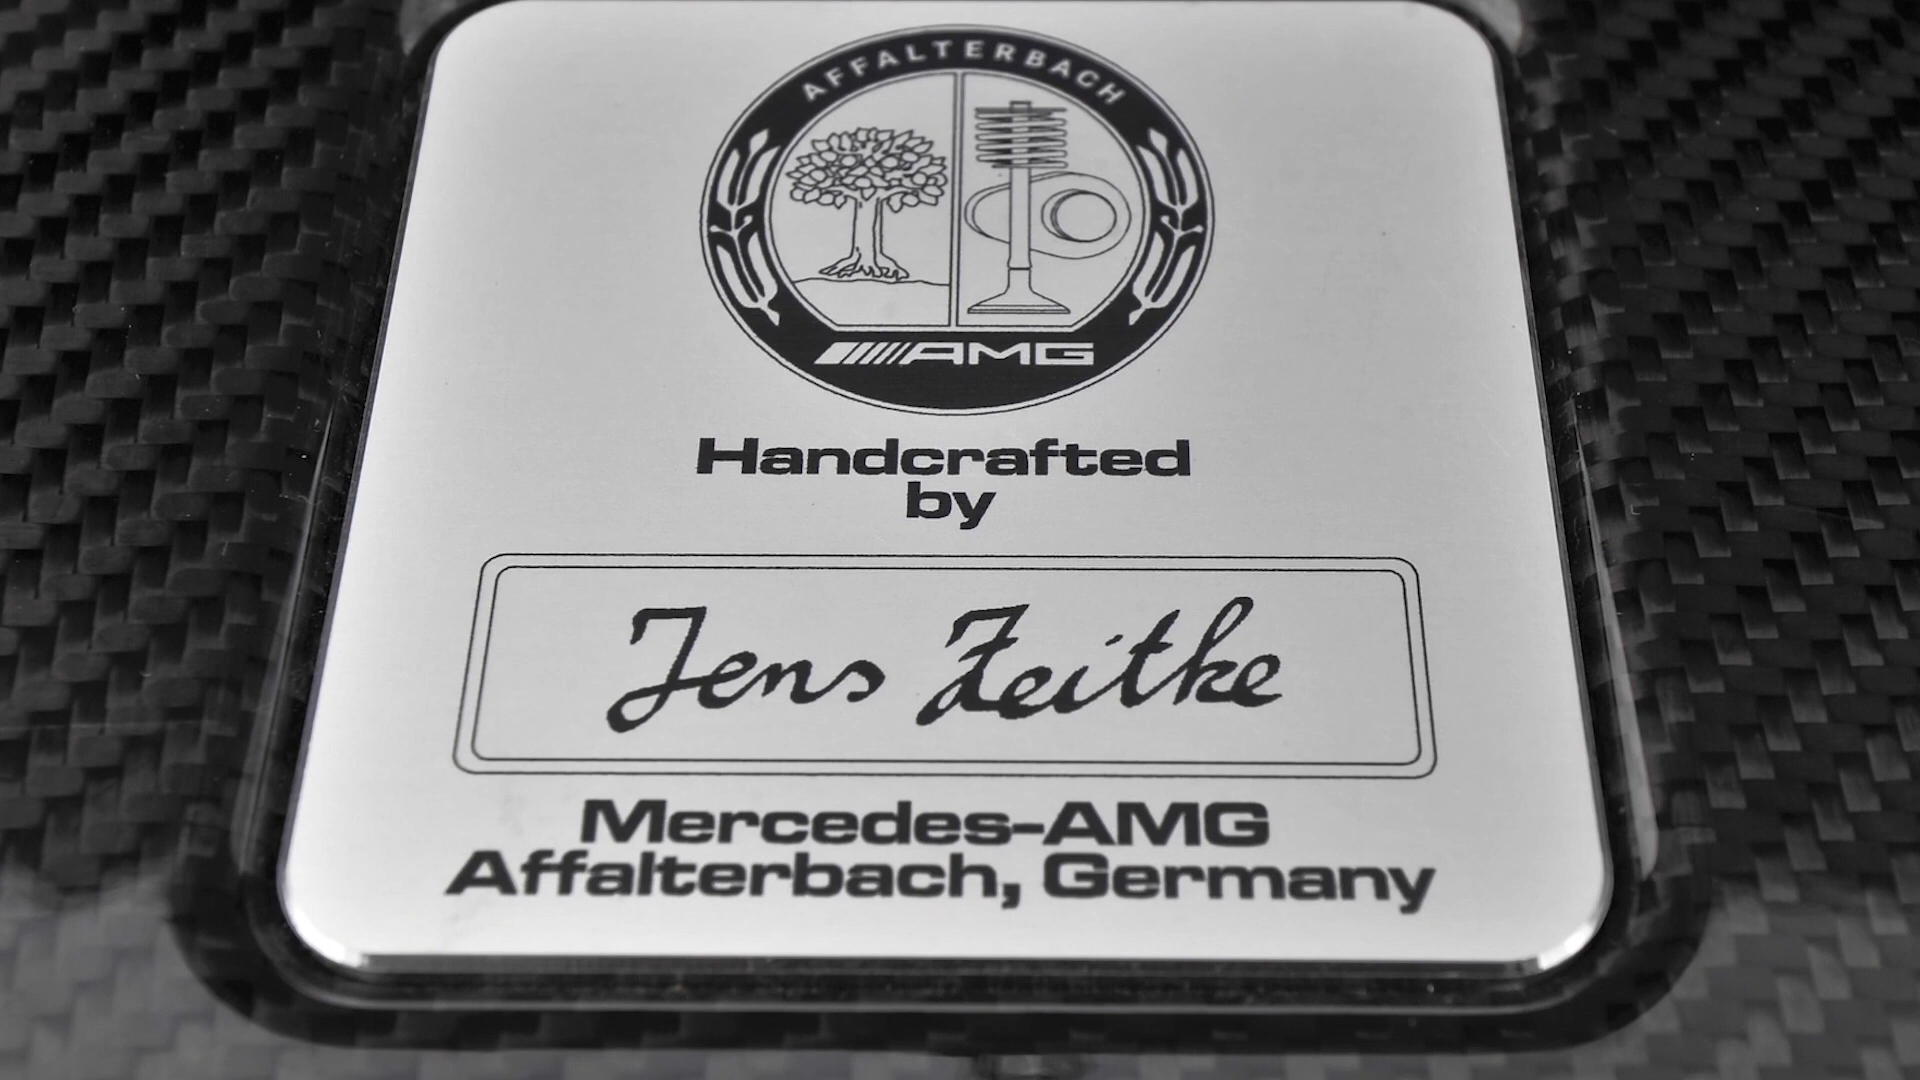 AFFALTERBACH
AMG
Handcrafted
by
Jens Zeitke
Mercedes-AMG
Affalterbach, Germany